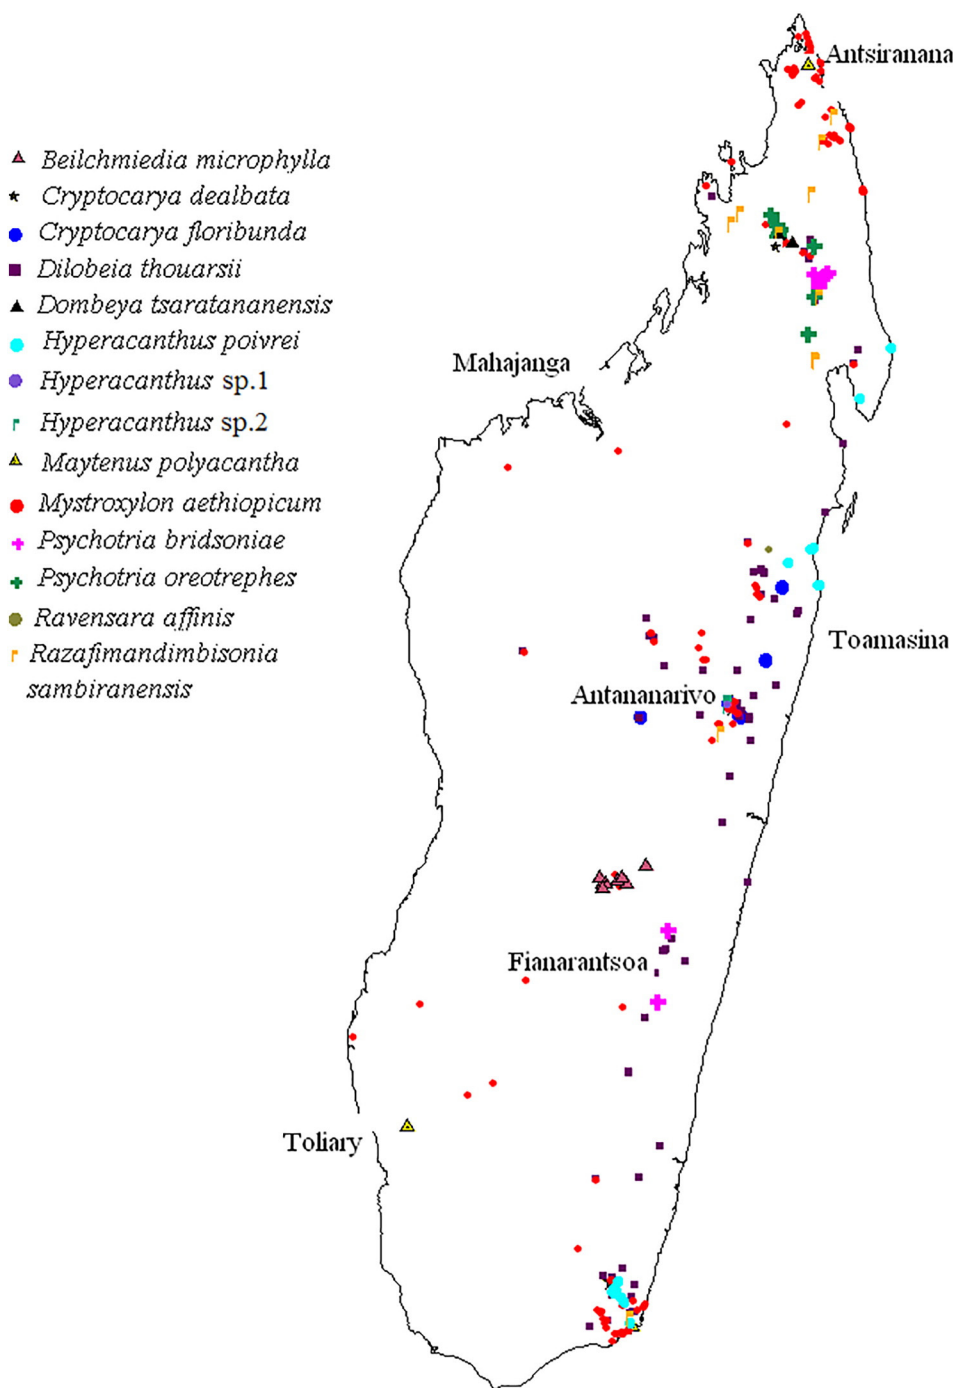 Antsiranana
Beilchmiedia microphylla
Cryptocarya dealbata
Cryptocarya floribunda
Dilobeia thouarsii
Dombeya tsaratananensis
Hyperacanthus poivrei
Hyperacanthus sp.1
Hyperacanthus sp.2
Maytenus polyacantha
Mystroxylon aethiopicum
Psychotria bridsoniae
Psychotria oreotrephes
Ravensara affinis
Razafimandimbisonia
sambiranensis
Mahajanga
Toamasina
Antananarivo
Fianarantsoa
Toliary